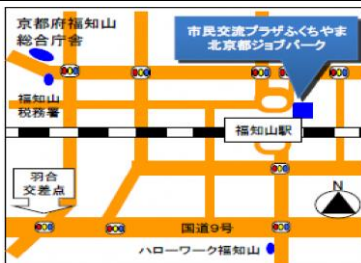 京都府福知山
総合庁舎
市民交流プラザふくちやま
北京都ジョブパーク
福知山
税務署
福知山駅
羽合
交差点
N
国道9号
ハローワーク福知山